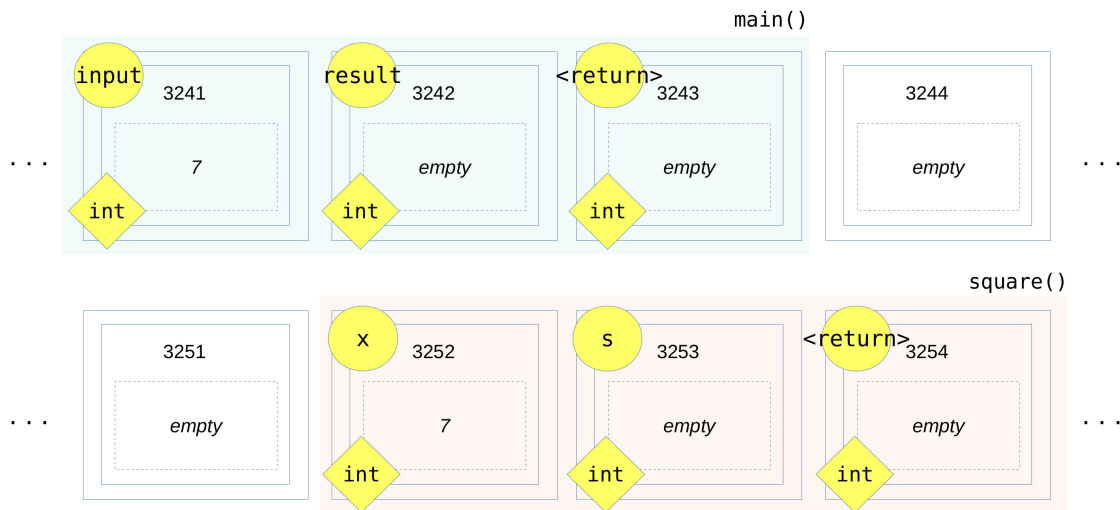 main()
input
3241
7
int
result
3242
empty
int
<return>
3243
empty
int
3244
empty
...
...
square()
3251
empty
x
3252
7
int
s
3253
empty
int
<return>
3254
empty
int
...
...